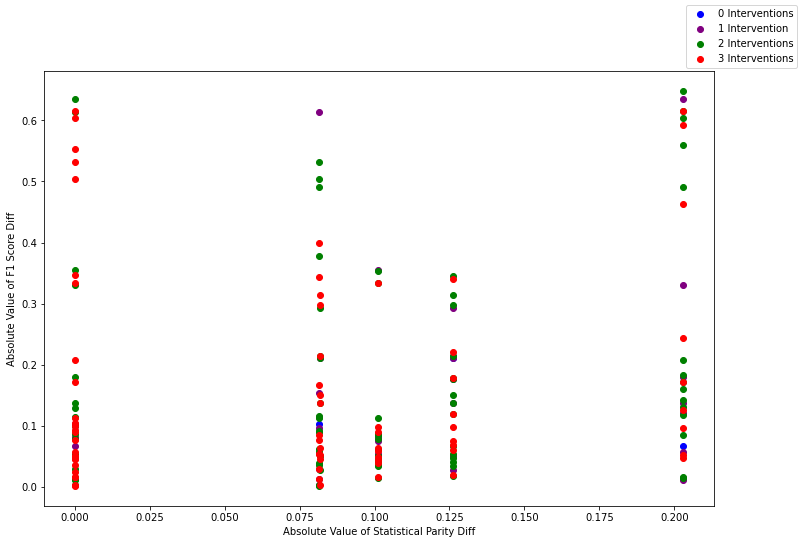 0 Interventions
1 Intervention
2 Interventions
3 Interventions
0.6
0.5
0.4
0.3
0.2
0.1
0.0
Absolute Value of F1 Score Diff
0.000 0.025 0.050 0.075 0.100 0.125 0.150 0.175 0.200
Absolute Value of Statistical Parity Diff